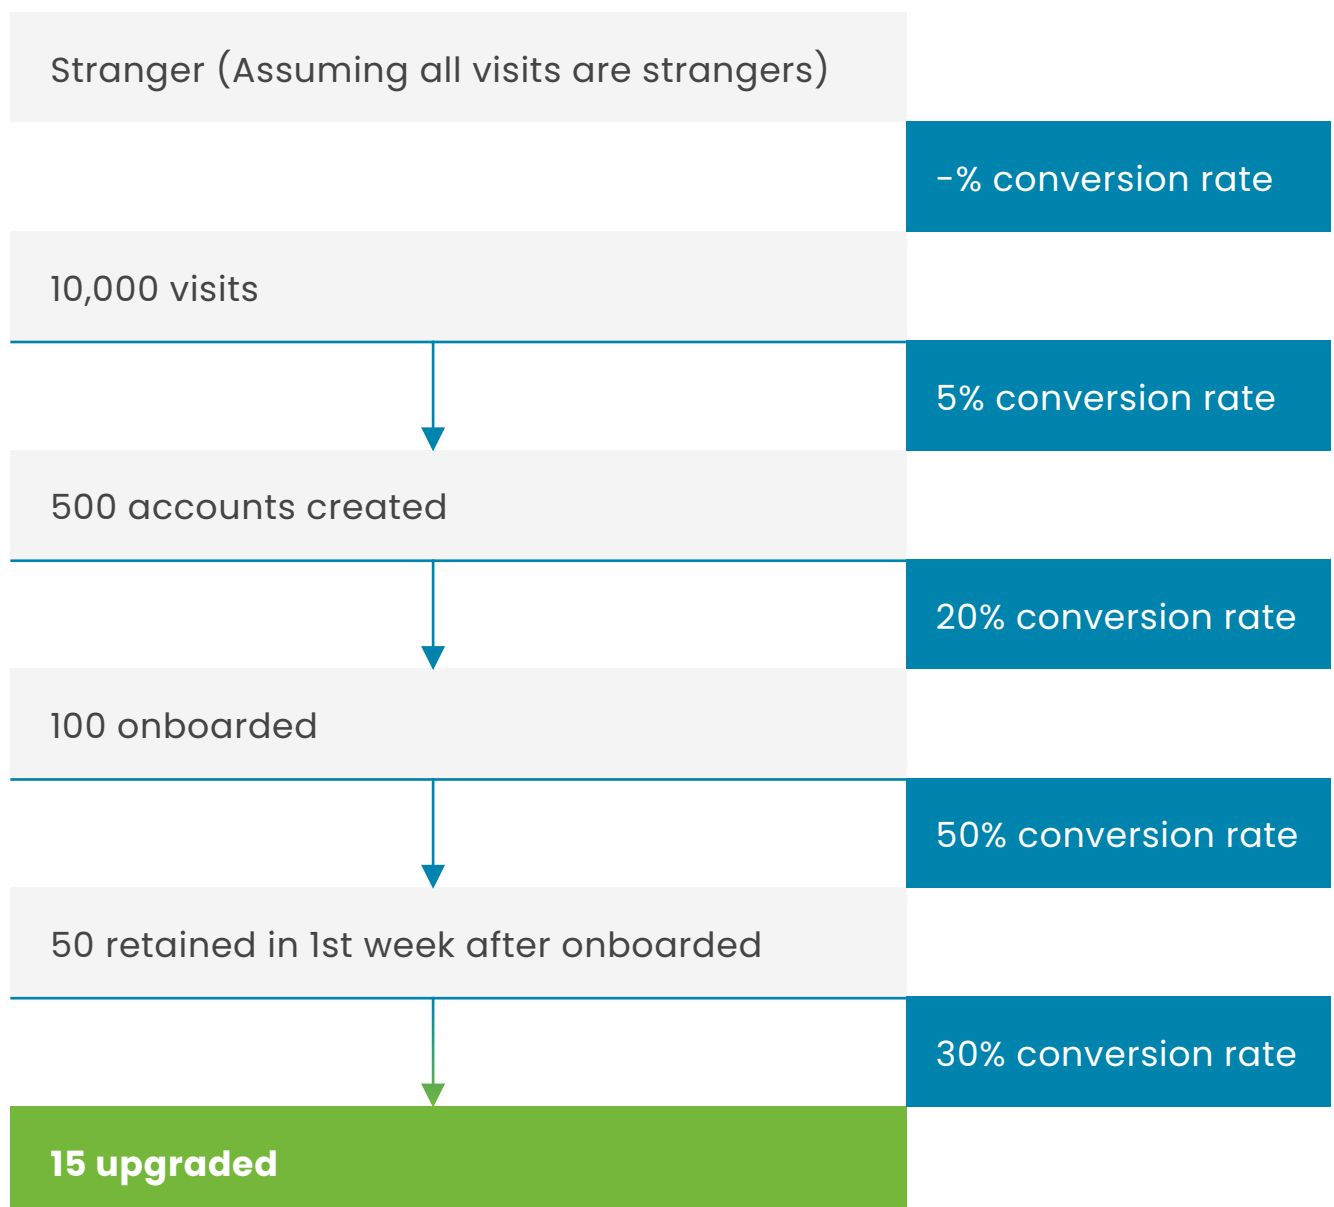 Stranger (Assuming all visits are strangers)
-% conversion rate
10,000 visits
5% conversion rate
500 accounts created
20% conversion rate
100 onboarded
50% conversion rate
50 retained in 1st week after onboarded
30% conversion rate
15 upgraded